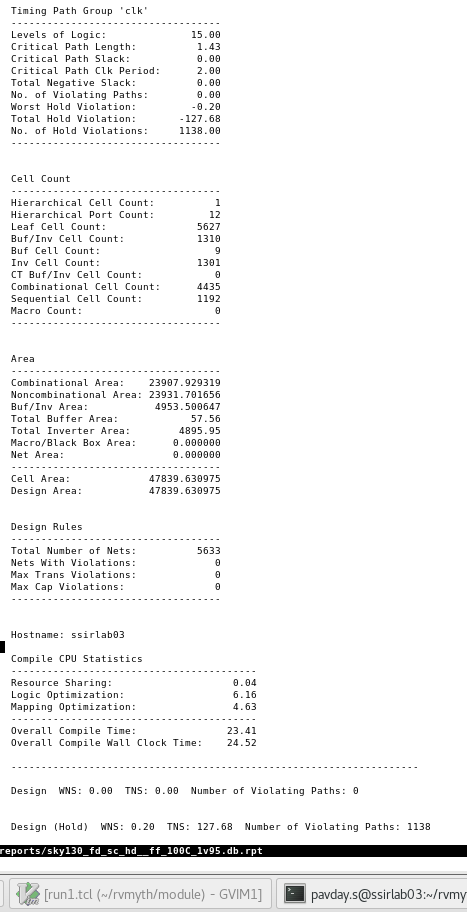 Timing Path Group 'clk'
-----------------------------------
Levels of Logic:              15.00
Critical Path Length:          1.43
Critical Path Slack:           0.00
Critical Path Clk Period:      2.00
Total Negative Slack:          0.00
No. of Violating Paths:        0.00
Worst Hold Violation:         -0.20
Total Hold Violation:       -127.68
No. of Hold Violations:     1138.00
-----------------------------------
Cell Count
-----------------------------------
Hierarchical Cell Count:          1
Hierarchical Port Count:         12
Leaf Cell Count:               5627
Buf/Inv Cell Count:            1310
Buf Cell Count:                   9
Inv Cell Count:                1301
CT Buf/Inv Cell Count:            0
Combinational Cell Count:      4435
Sequential Cell Count:         1192
Macro Count:                      0
-----------------------------------
Area
-----------------------------------
Combinational Area:    23907.929319
Noncombinational Area: 23931.701656
Buf/Inv Area:           4953.500647
Total Buffer Area:            57.56
Total Inverter Area:        4895.95
Macro/Black Box Area:      0.000000
Net Area:                  0.000000
-----------------------------------
Cell Area:             47839.630975
Design Area:           47839.630975
Design Rules
-----------------------------------
Total Number of Nets:          5633
Nets With Violations:             0
Max Trans Violations:             0
Max Cap Violations:               0
-----------------------------------
Hostname: ssirlab03
Compile CPU Statistics
-----------------------------------------
Resource Sharing:                    0.04
Logic Optimization:                  6.16
Mapping Optimization:                4.63
-----------------------------------------
Overall Compile Time:               23.41
Overall Compile Wall Clock Time:    24.52
--------------------------------------------------------------------
Design  WNS: 0.00  TNS: 0.00  Number of Violating Paths: 0
Design (Hold)  WNS: 0.20  TNS: 127.68  Number of Violating Paths: 1138
reports/sky130_fd_sc_hd__ff_100C_1v95.db.rpt
[run1.tcl (~/rvmyth/module) - GVIM1]
pavday.s@ssirlab03:~/rvmy